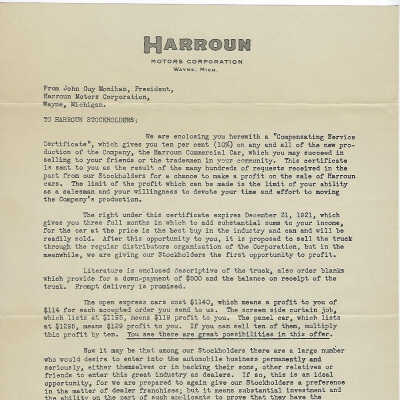 HARROUN
MOTORS CORPORATION
WAYNE, MICH.
From John Guy Monihan, President,
Harroun Motors Corporation,
Wayne, Michigan.
TO HARROUN STOCKHOLDERS;
We are enclosing you herewith a "Compensating Service
Certificate", which gives you ten per cent (10%) on any and all of the new pro-
duction of the Company, the Harroun Commercial Car, which you may succeed in
selling to your friends or the tradesmen in your community. This certificate
is sent to you as the result of the many hundreds of requests received in the
past from our Stockholders for a chance to make a profit on the sale of Harroun
cars. The limit of the profit which can be made is the limit of your ability
as a salesman and your willingness to devote your time and effort to moving
the Company's production.
The right under this certificate expires December 21, 1921, which
gives you three full months in which to add substantial sums to your income,
for the car at the price is the best buy in the industry and can and will be
readily sold. After this opportunity to you, it is proposed to sell the truck
through the regular distributors organization of the Corporation, but in the
meanwhile, we are giving our Stockholders the first opportunity to profit.
Literature is enclosed descriptive of the truck, also order blanks
which provide for a down-payment of $200 and the balance on receipt of the
truck. Prompt delivery is promised.
The open express cars cost $1140, which means a profit to you of
$114 for each accepted order you send to us. The screen side curtain job,
which lists at $1195, means $119 profit to you. The panel car, which lists
at $1295, means $129 profit to you. If you can sell ten of them, multiply
this profit by ten. You see there are great possibilities in this offer.
Now it may be that among our Stockholders there are a large number
who would desire to enter into the automobile business permanently and
seriously, either themselves or in backing their sons, other relatives or
friends to enter this great industry as dealers. If so, this is an ideal
opportunity, for we are prepared to again give our Stockholders a preference
in the matter of dealer franchises; but it means substantial investment and
the ability on the part of such applicants to prove that they have the